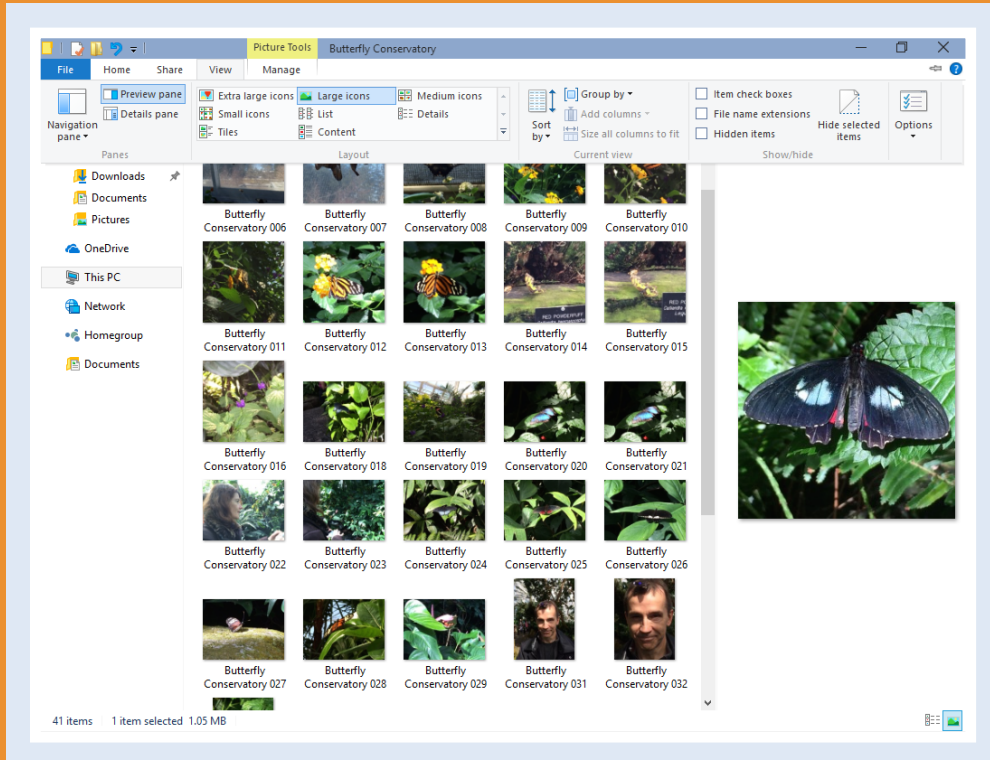 Picture Tools Butterfly Conservatory
File Home Share View Manage
Preview pane Extra large icons Large icons Medium icons Group by Item check boxes
Details pane Small icons List Details Add columns File name extensions
Navigation pane Tiles Content Sort by Size all columns to fit Hidden items Hide selected items Options
Panes Layout Current view Show/hide
Downloads
Documents
Pictures
OneDrive
This PC
Network
Homegroup
Documents
Butterfly Butterfly Butterfly Butterfly Butterfly
Conservatory 006 Conservatory 007 Conservatory 008 Conservatory 009 Conservatory 010
RED POWDERPUFF
Butterfly Butterfly Butterfly Butterfly Butterfly
Conservatory 011 Conservatory 012 Conservatory 013 Conservatory 014 Conservatory 015
Butterfly Butterfly Butterfly Butterfly Butterfly
Conservatory 016 Conservatory 018 Conservatory 019 Conservatory 020 Conservatory 021
Butterfly Butterfly Butterfly Butterfly Butterfly
Conservatory 022 Conservatory 023 Conservatory 024 Conservatory 025 Conservatory 026
Butterfly Butterfly Butterfly Butterfly Butterfly
Conservatory 027 Conservatory 028 Conservatory 029 Conservatory 031 Conservatory 032
41 items 1 item selected 1.05 MB